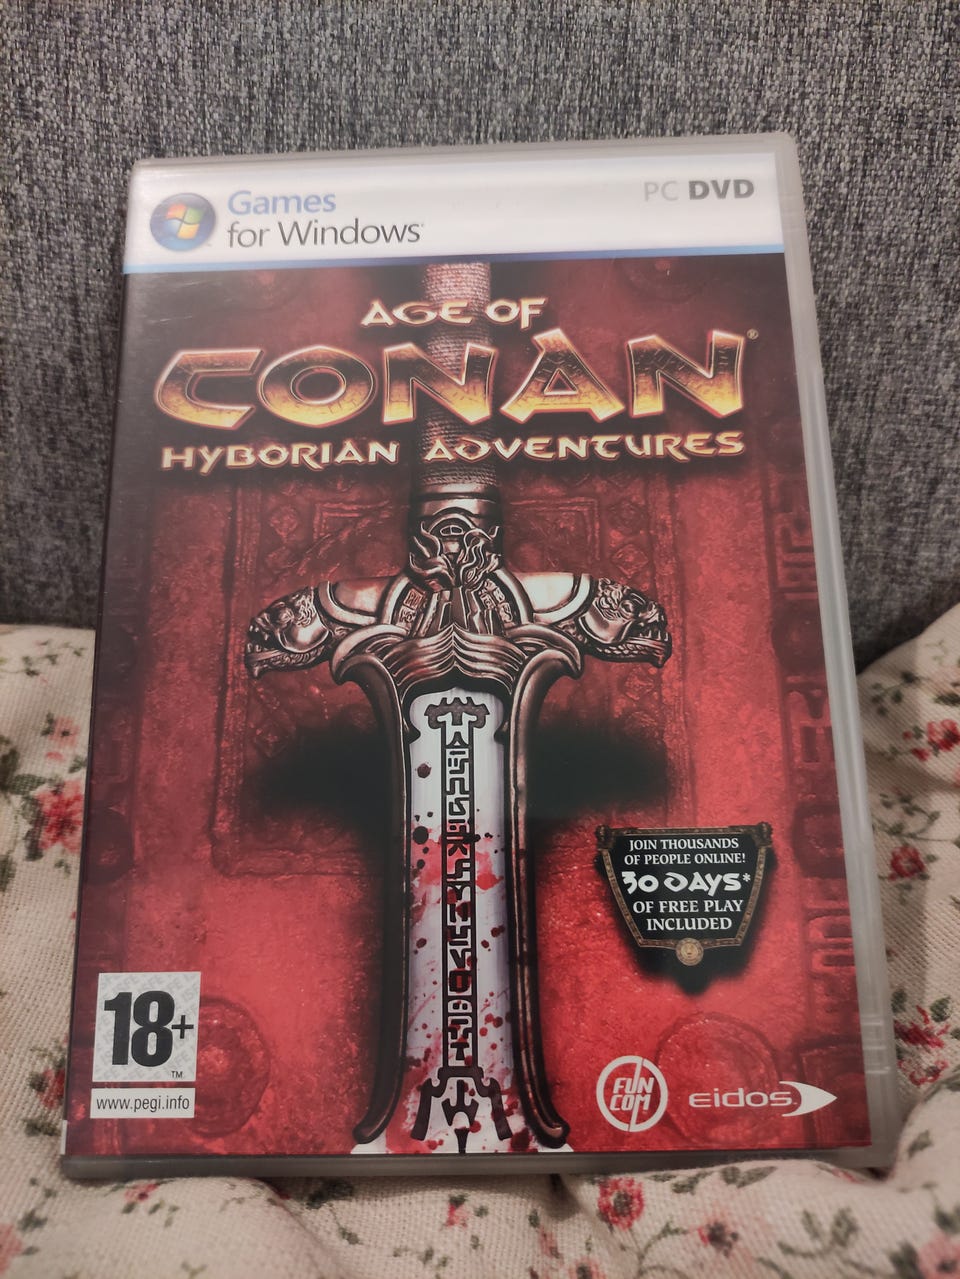 Games
for Windows
PC DVD
AGE OF
CONAN®
HYBORIAN ADVENTURES
JOIN THOUSANDS
OF PEOPLE ONLINE!
30 DAYS*
OF FREE PLAY
INCLUDED
18+
TM
www.pegi.info
FUN
COM
eidos